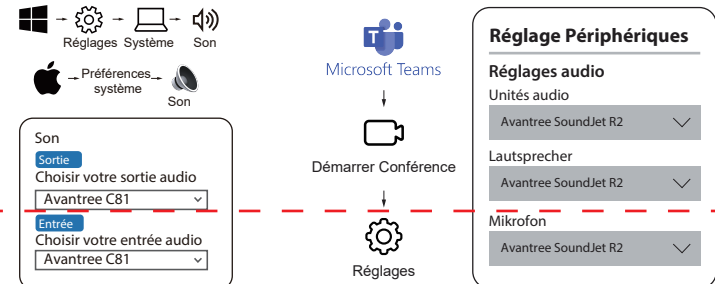 Réglages Système Son
Préférences
système
Son
Son
Sortie
Choisir votre sortie audio
Avantree C81
Entrée
Choisir votre entrée audio
Avantree C81
T
Microsoft Teams
Démarrer Conférence
Réglages
Réglage Périphériques
Réglages audio
Unités audio
Avantree SoundJet R2
Lautsprecher
Avantree SoundJet R2
Mikrofon
Avantree SoundJet R2